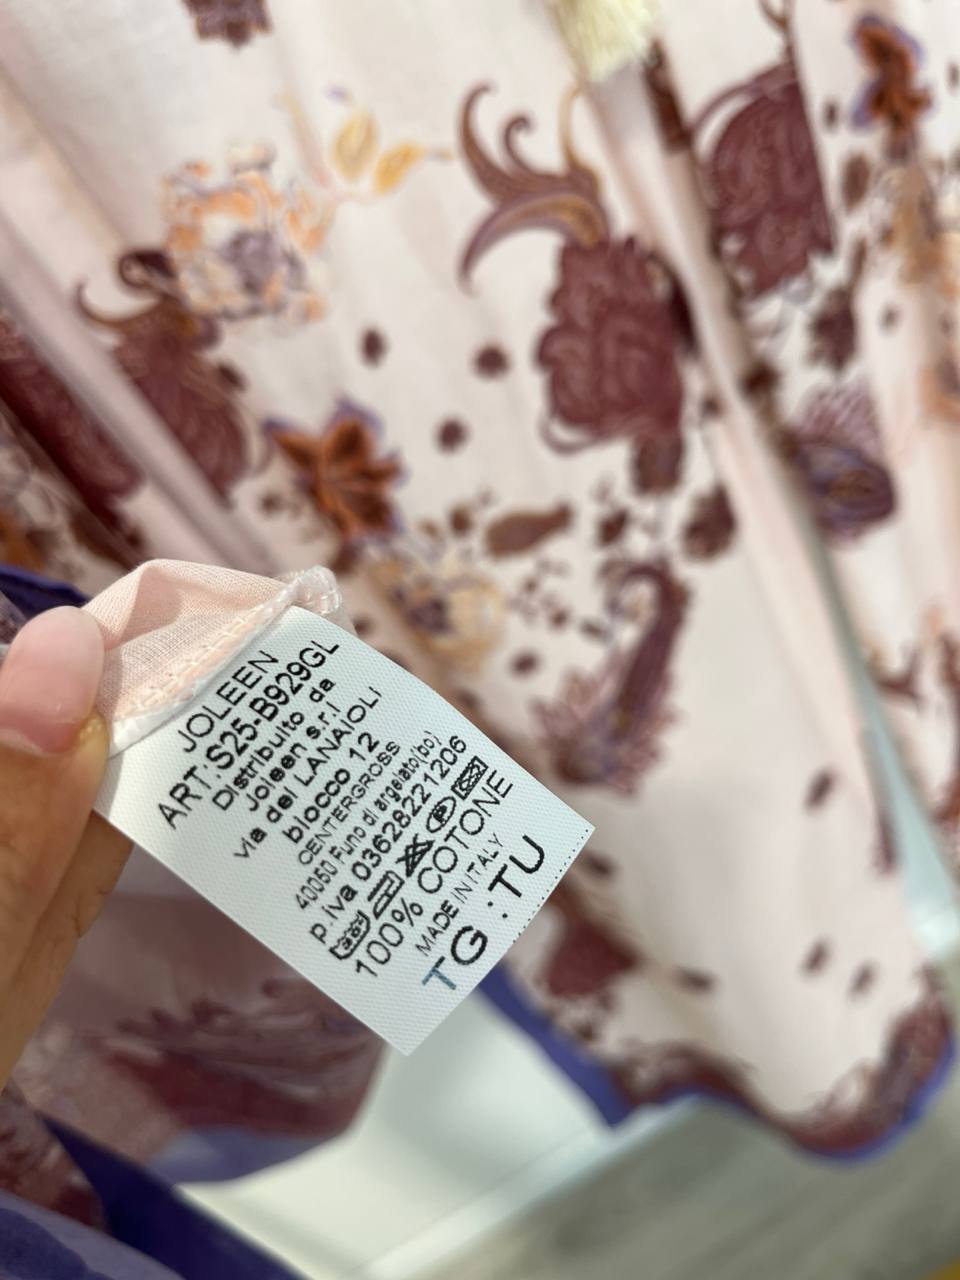 JOLEEN
ART.:S25-B929GL
Distribuito da
Joleen s.r.l
via dei LANAIOLI
blocco 12
CENTERGROSS
40050 Funo di argelato(bo)
p.iva 03628221206
100% COTONE
MADE IN ITALY
TG .:TU